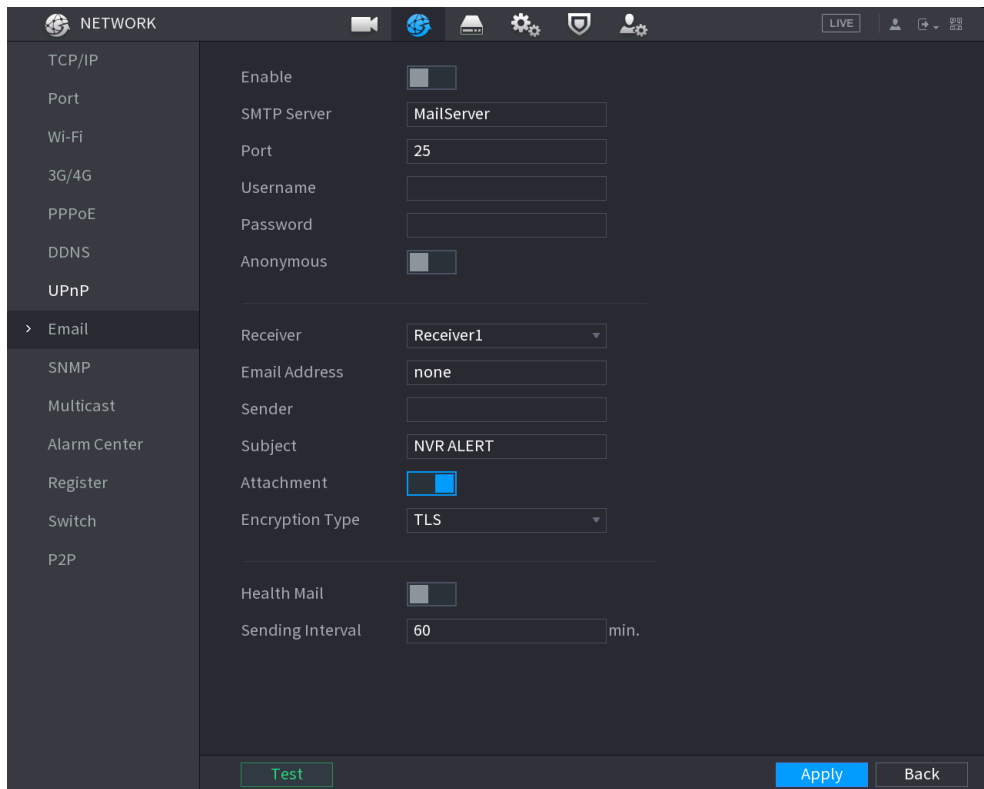 NETWORK
LIVE
TCP/IP
Port
Wi-Fi
3G/4G
PPPoE
DDNS
UPnP
Email
SNMP
Multicast
Alarm Center
Register
Switch
P2P
Enable
SMTP Server MailServer
Port 25
Username
Password
Anonymous
Receiver Receiver1
Email Address none
Sender
Subject NVR ALERT
Attachment
Encryption Type TLS
Health Mail
Sending Interval 60 min.
Test Apply Back